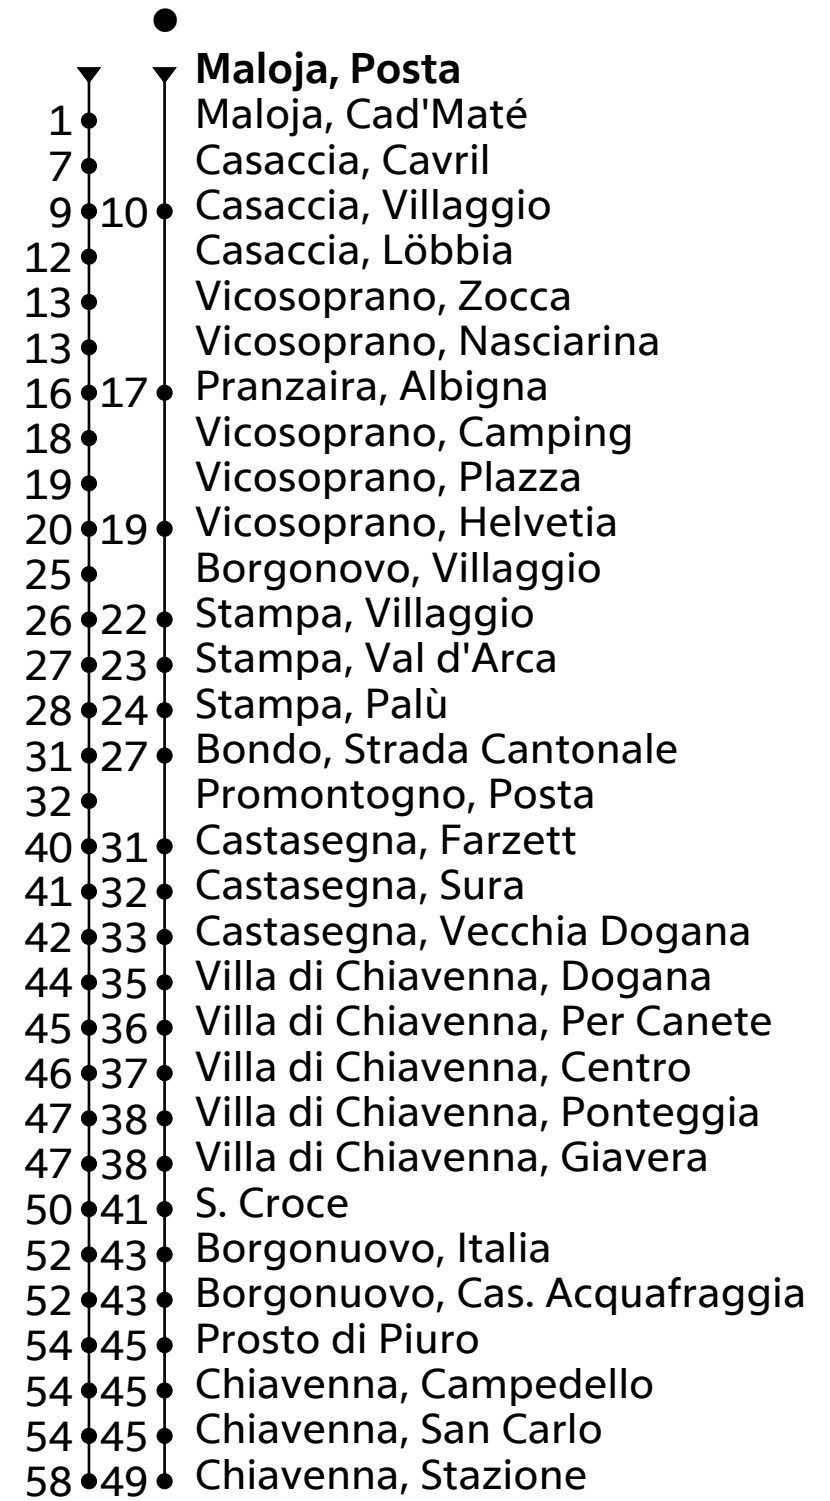 Maloja, Posta
1 Maloja, Cad'Maté
7 Casaccia, Cavril
9 10 Casaccia, Villaggio
12 Casaccia, Löbbia
13 Vicosoprano, Zocca
13 Vicosoprano, Nasciarina
16 17 Pranzaira, Albigna
18 Vicosoprano, Camping
19 Vicosoprano, Plazza
20 19 Vicosoprano, Helvetia
25 Borgonovo, Villaggio
26 22 Stampa, Villaggio
27 23 Stampa, Val d'Arca
28 24 Stampa, Palù
31 27 Bondo, Strada Cantonale
32 Promontogno, Posta
40 31 Castasegna, Farzett
41 32 Castasegna, Sura
42 33 Castasegna, Vecchia Dogana
44 35 Villa di Chiavenna, Dogana
45 36 Villa di Chiavenna, Per Canete
46 37 Villa di Chiavenna, Centro
47 38 Villa di Chiavenna, Ponteggia
47 38 Villa di Chiavenna, Giavera
50 41 S. Croce
52 43 Borgonuovo, Italia
52 43 Borgonuovo, Cas. Acquafraggia
54 45 Prosto di Piuro
54 45 Chiavenna, Campedello
54 45 Chiavenna, San Carlo
58 49 Chiavenna, Stazione